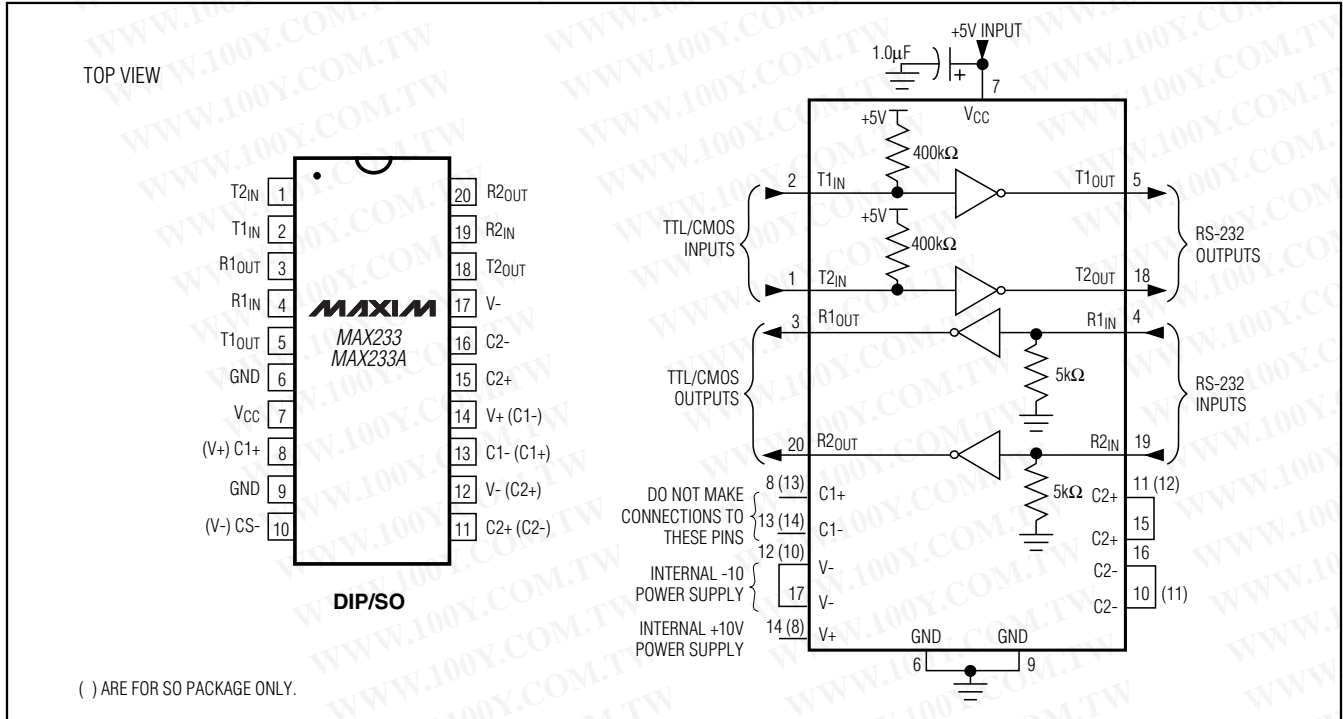 TOP VIEW
T2IN 1
T1IN 2
R1OUT 3
R1IN 4
T1OUT 5
GND 6
VCC 7
(V+) C1+ 8
GND 9
(V-) CS- 10
20 R2OUT
19 R2IN
18 T2OUT
17 V-
16 C2-
15 C2+
14 V+ (C1-)
13 C1- (C1+)
12 V- (C2+)
11 C2+ (C2-)
MAXIM
MAX233
MAX233A
DIP/SO
( ) ARE FOR SO PACKAGE ONLY.
+5V INPUT
1.0µF
+
7
VCC
+5V
400kΩ
2 T1IN
T1OUT 5
+5V
400kΩ
TTL/CMOS
INPUTS
RS-232
OUTPUTS
1 T2IN
T2OUT 18
3 R1OUT
R1IN 4
5kΩ
TTL/CMOS
OUTPUTS
RS-232
INPUTS
20 R2OUT
R2IN 19
5kΩ
DO NOT MAKE
CONNECTIONS TO
THESE PINS
8 (13) C1+
13 (14) C1-
INTERNAL -10
POWER SUPPLY
12 (10) V-
17 V-
INTERNAL +10V
POWER SUPPLY
14 (8) V+
C2+ 11 (12)
C2+ 15
C2- 16
C2- 10 (11)
GND GND
6 9
WWW.100Y.COM.TW